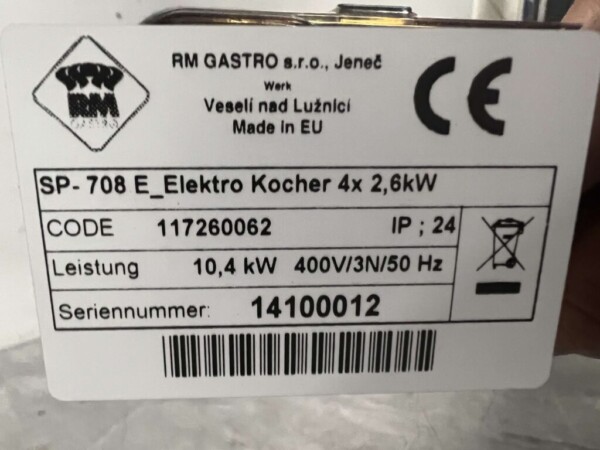 RM
GASTRO
RM GASTRO s.r.o., Jeneč
Werk
Veselí nad Lužnicí
Made in EU
CE
SP- 708 E_Elektro Kocher 4x 2,6kW
CODE 117260062 IP ; 24
Leistung 10,4 kW 400V/3N/50 Hz
Seriennummer: 14100012